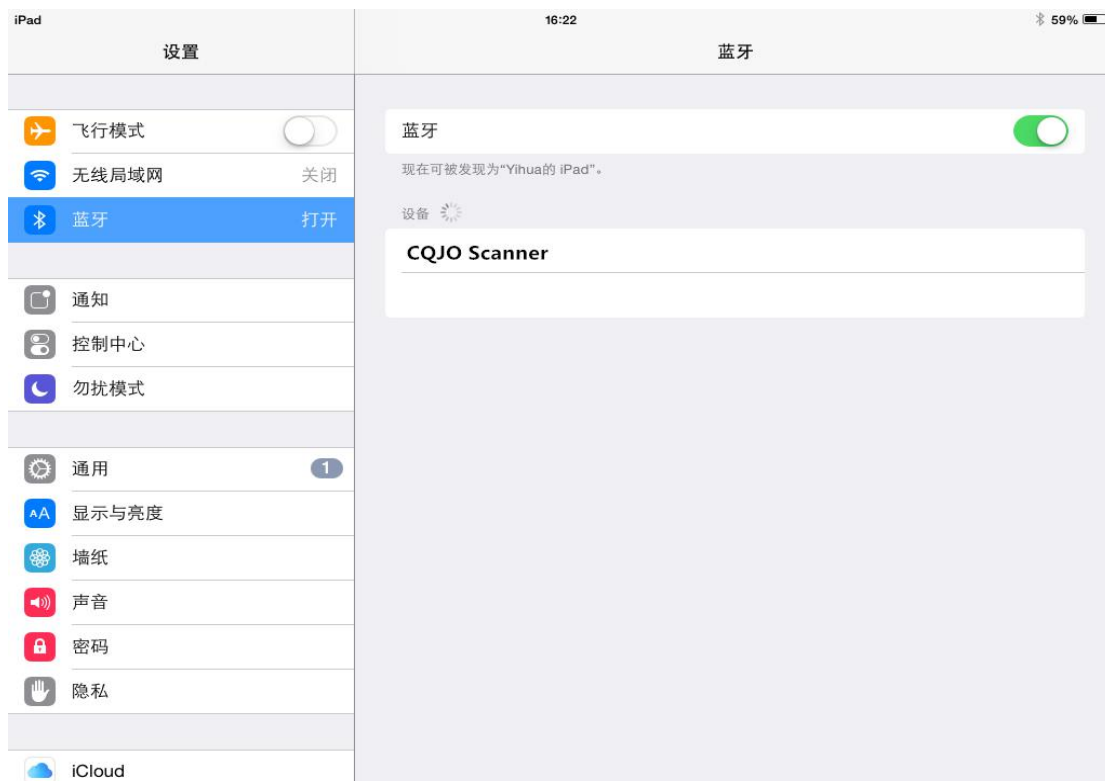 iPad 16:22 59%
设置
蓝牙
飞行模式
无线局域网 关闭
蓝牙 打开
通知
控制中心
勿扰模式
通用 1
AA 显示与亮度
墙纸
声音
密码
隐私
iCloud
蓝牙
现在可被发现为“Yihua的 iPad”。
设备
CQJO Scanner